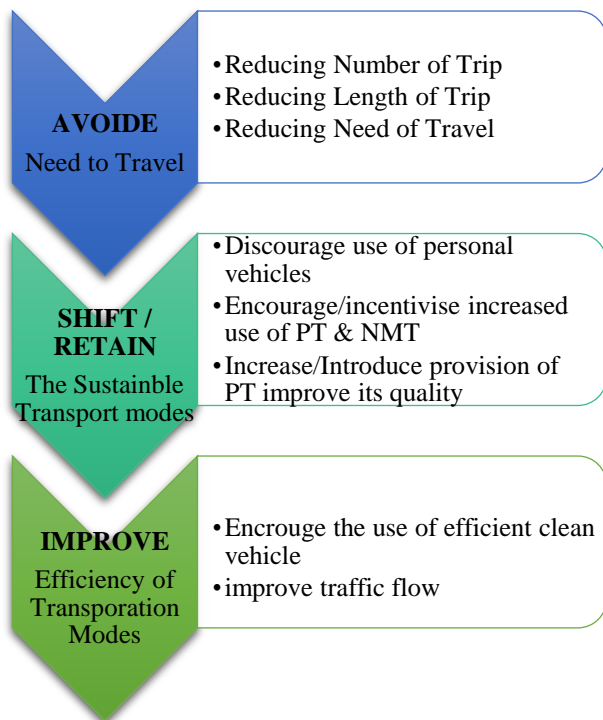 AVOIDE
Need to Travel
•Reducing Number of Trip
•Reducing Length of Trip
•Reducing Need of Travel
SHIFT /
RETAIN
The Sustainble
Transport modes
•Discourage use of personal
vehicles
•Encourage/incentivise increased
use of PT & NMT
•Increase/Introduce provision of
PT improve its quality
IMPROVE
Efficiency of
Transporation
Modes
•Encrouge the use of efficient clean
vehicle
•improve traffic flow